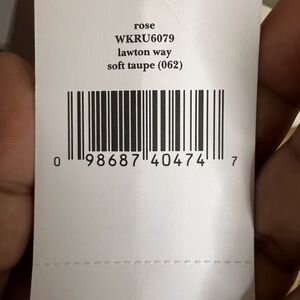 rose
WKRU6079
lawton way
soft taupe (062)
0 98687 40474 7